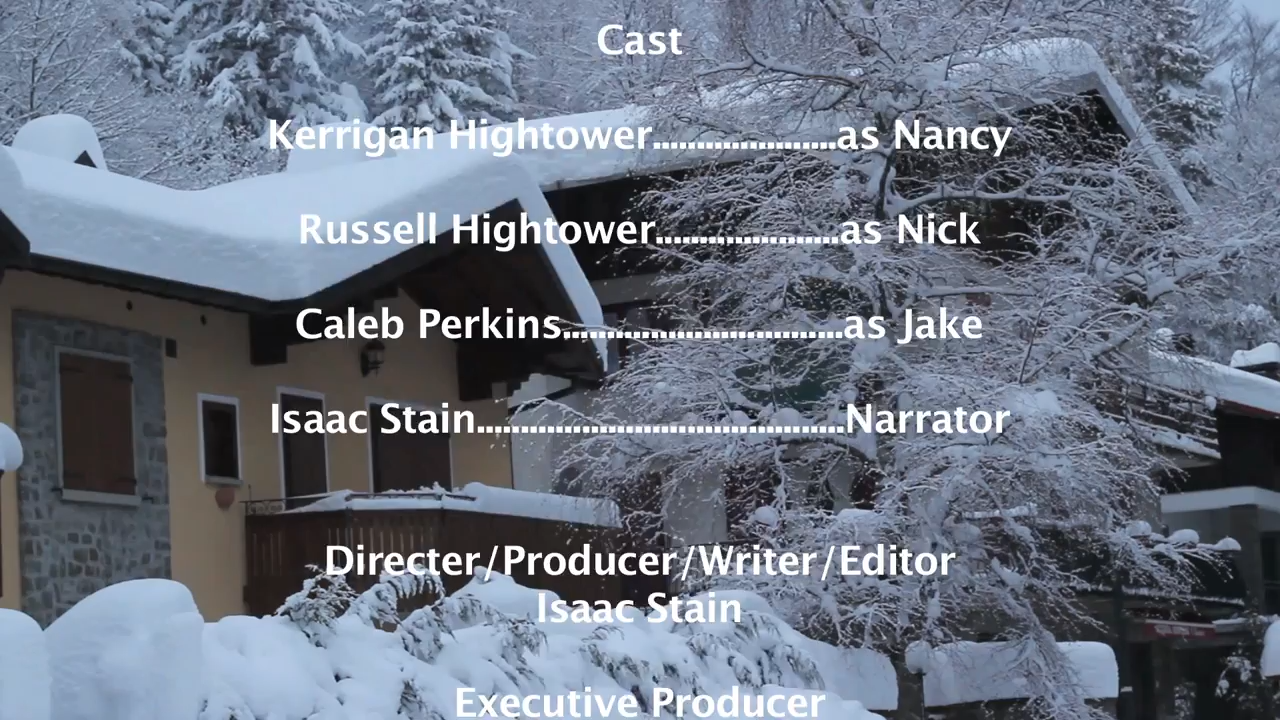 Cast
Kerrigan Hightower.....................as Nancy
Russell Hightower.....................as Nick
Caleb Perkins................................as Jake
Isaac Stain..........................................Narrator
Directer/Producer/Writer/Editor
Isaac Stain
Executive Producer